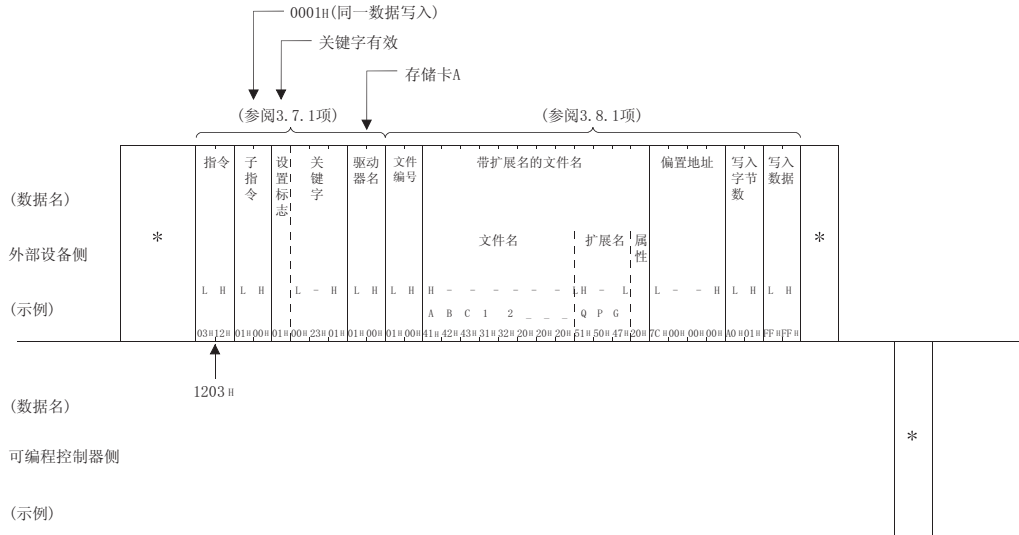 0001H(同一数据写入)
关键字有效
存储卡A
(参阅3.7.1项) (参阅3.8.1项)
指令 子指令 设置标志 关键字 驱动器名 文件编号 带扩展名的文件名 偏置地址 写入字节数 写入数据
(数据名)
* 文件名 扩展名 属性 *
外部设备侧
L H L H L - H L H L H H - - - - - - L H - L L - - H L H L H
(示例)
A B C 1 2 _ _ _ Q P G
03H 12H 01H 00H 01H 00H 23H 01H 01H 00H 01H 00H 41H 42H 43H 31H 32H 20H 20H 20H 51H 50H 47H 20H 7CH 00H 00H 00H A0H 01H FFH FFH
1203H
(数据名)
*
可编程控制器侧
(示例)